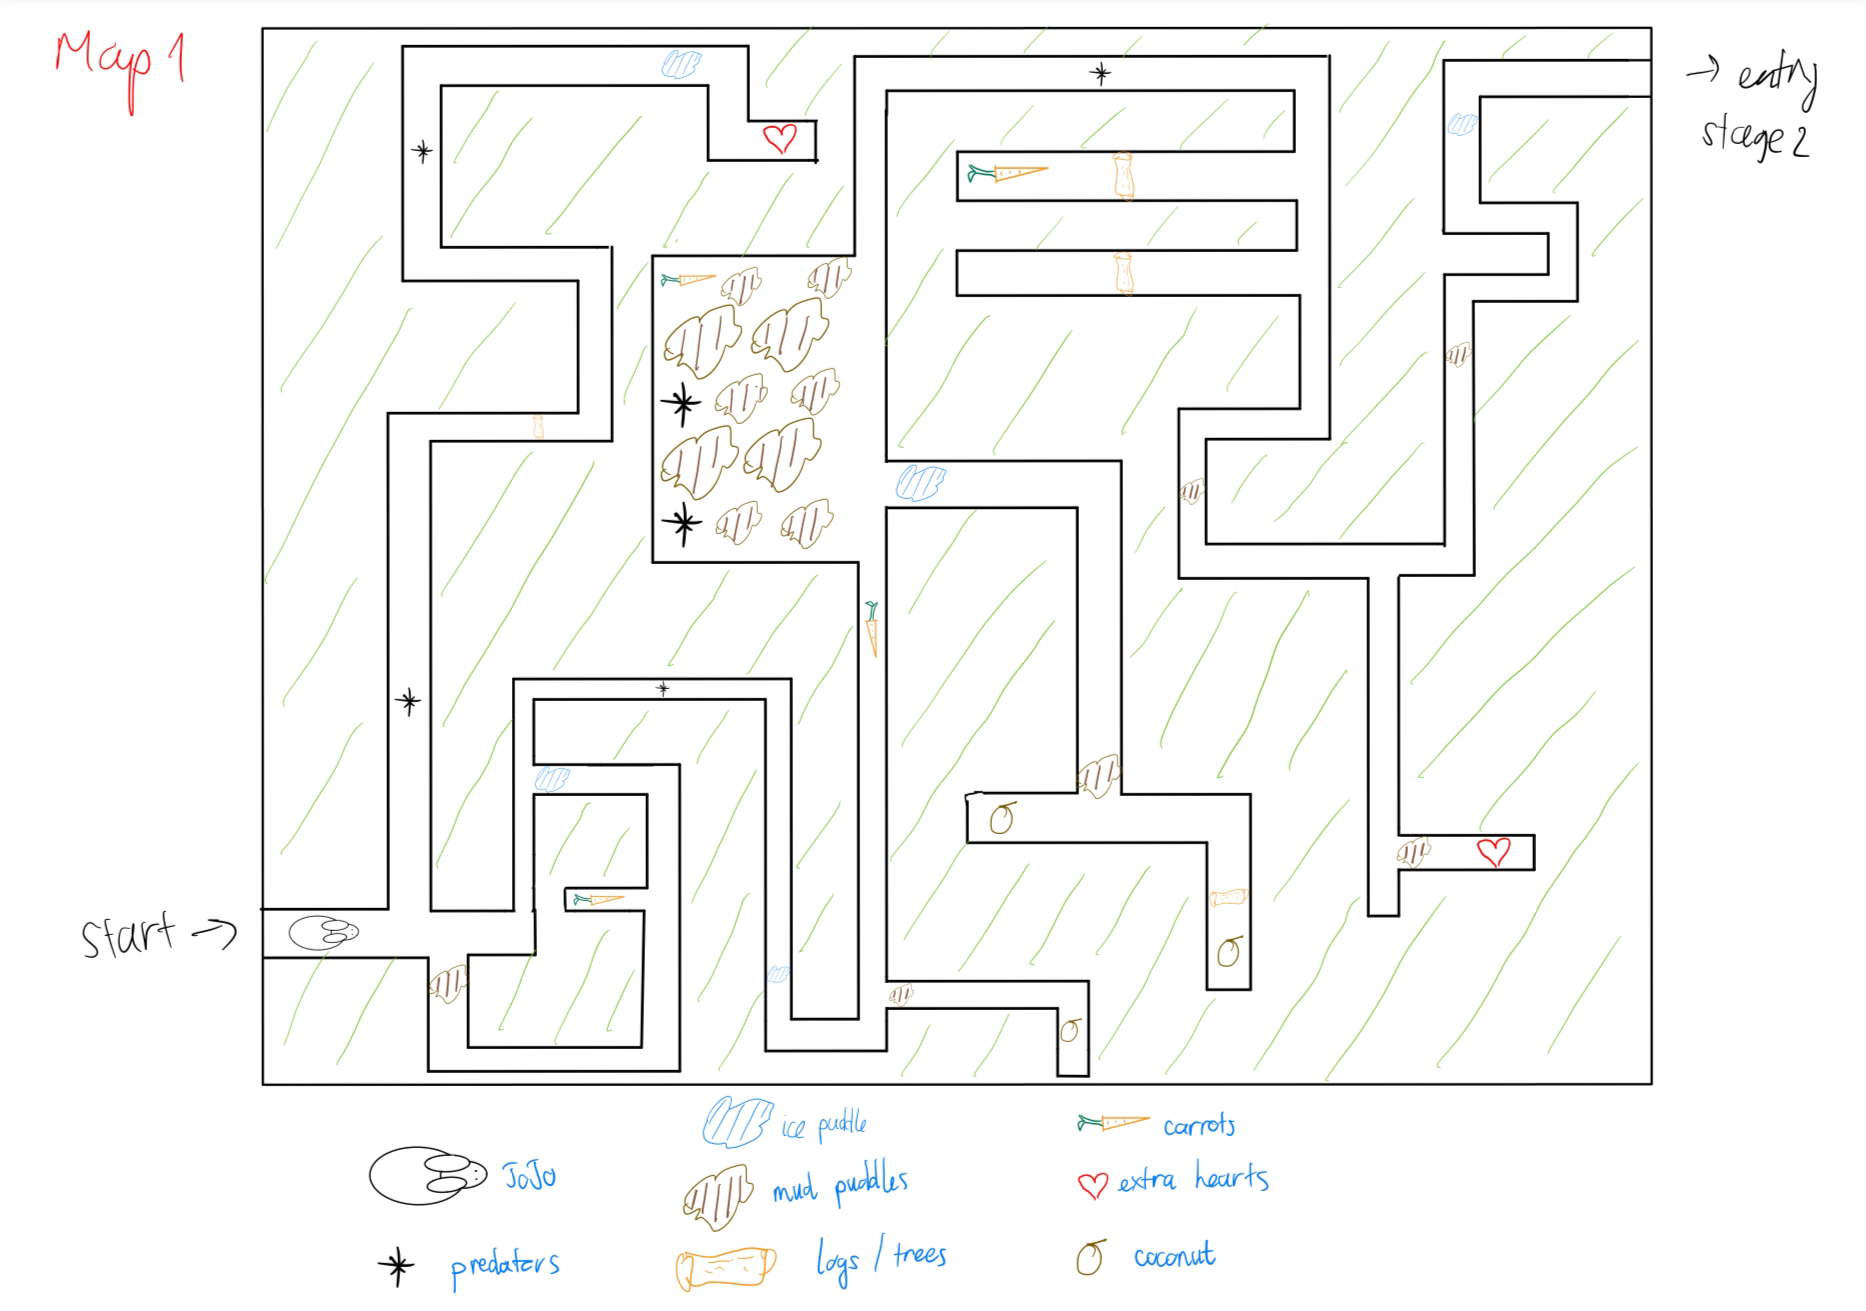 Map 1
→ entry
stage 2
start →
ice puddle
carrots
JoJo
mud puddles
extra hearts
predators
logs / trees
coconut